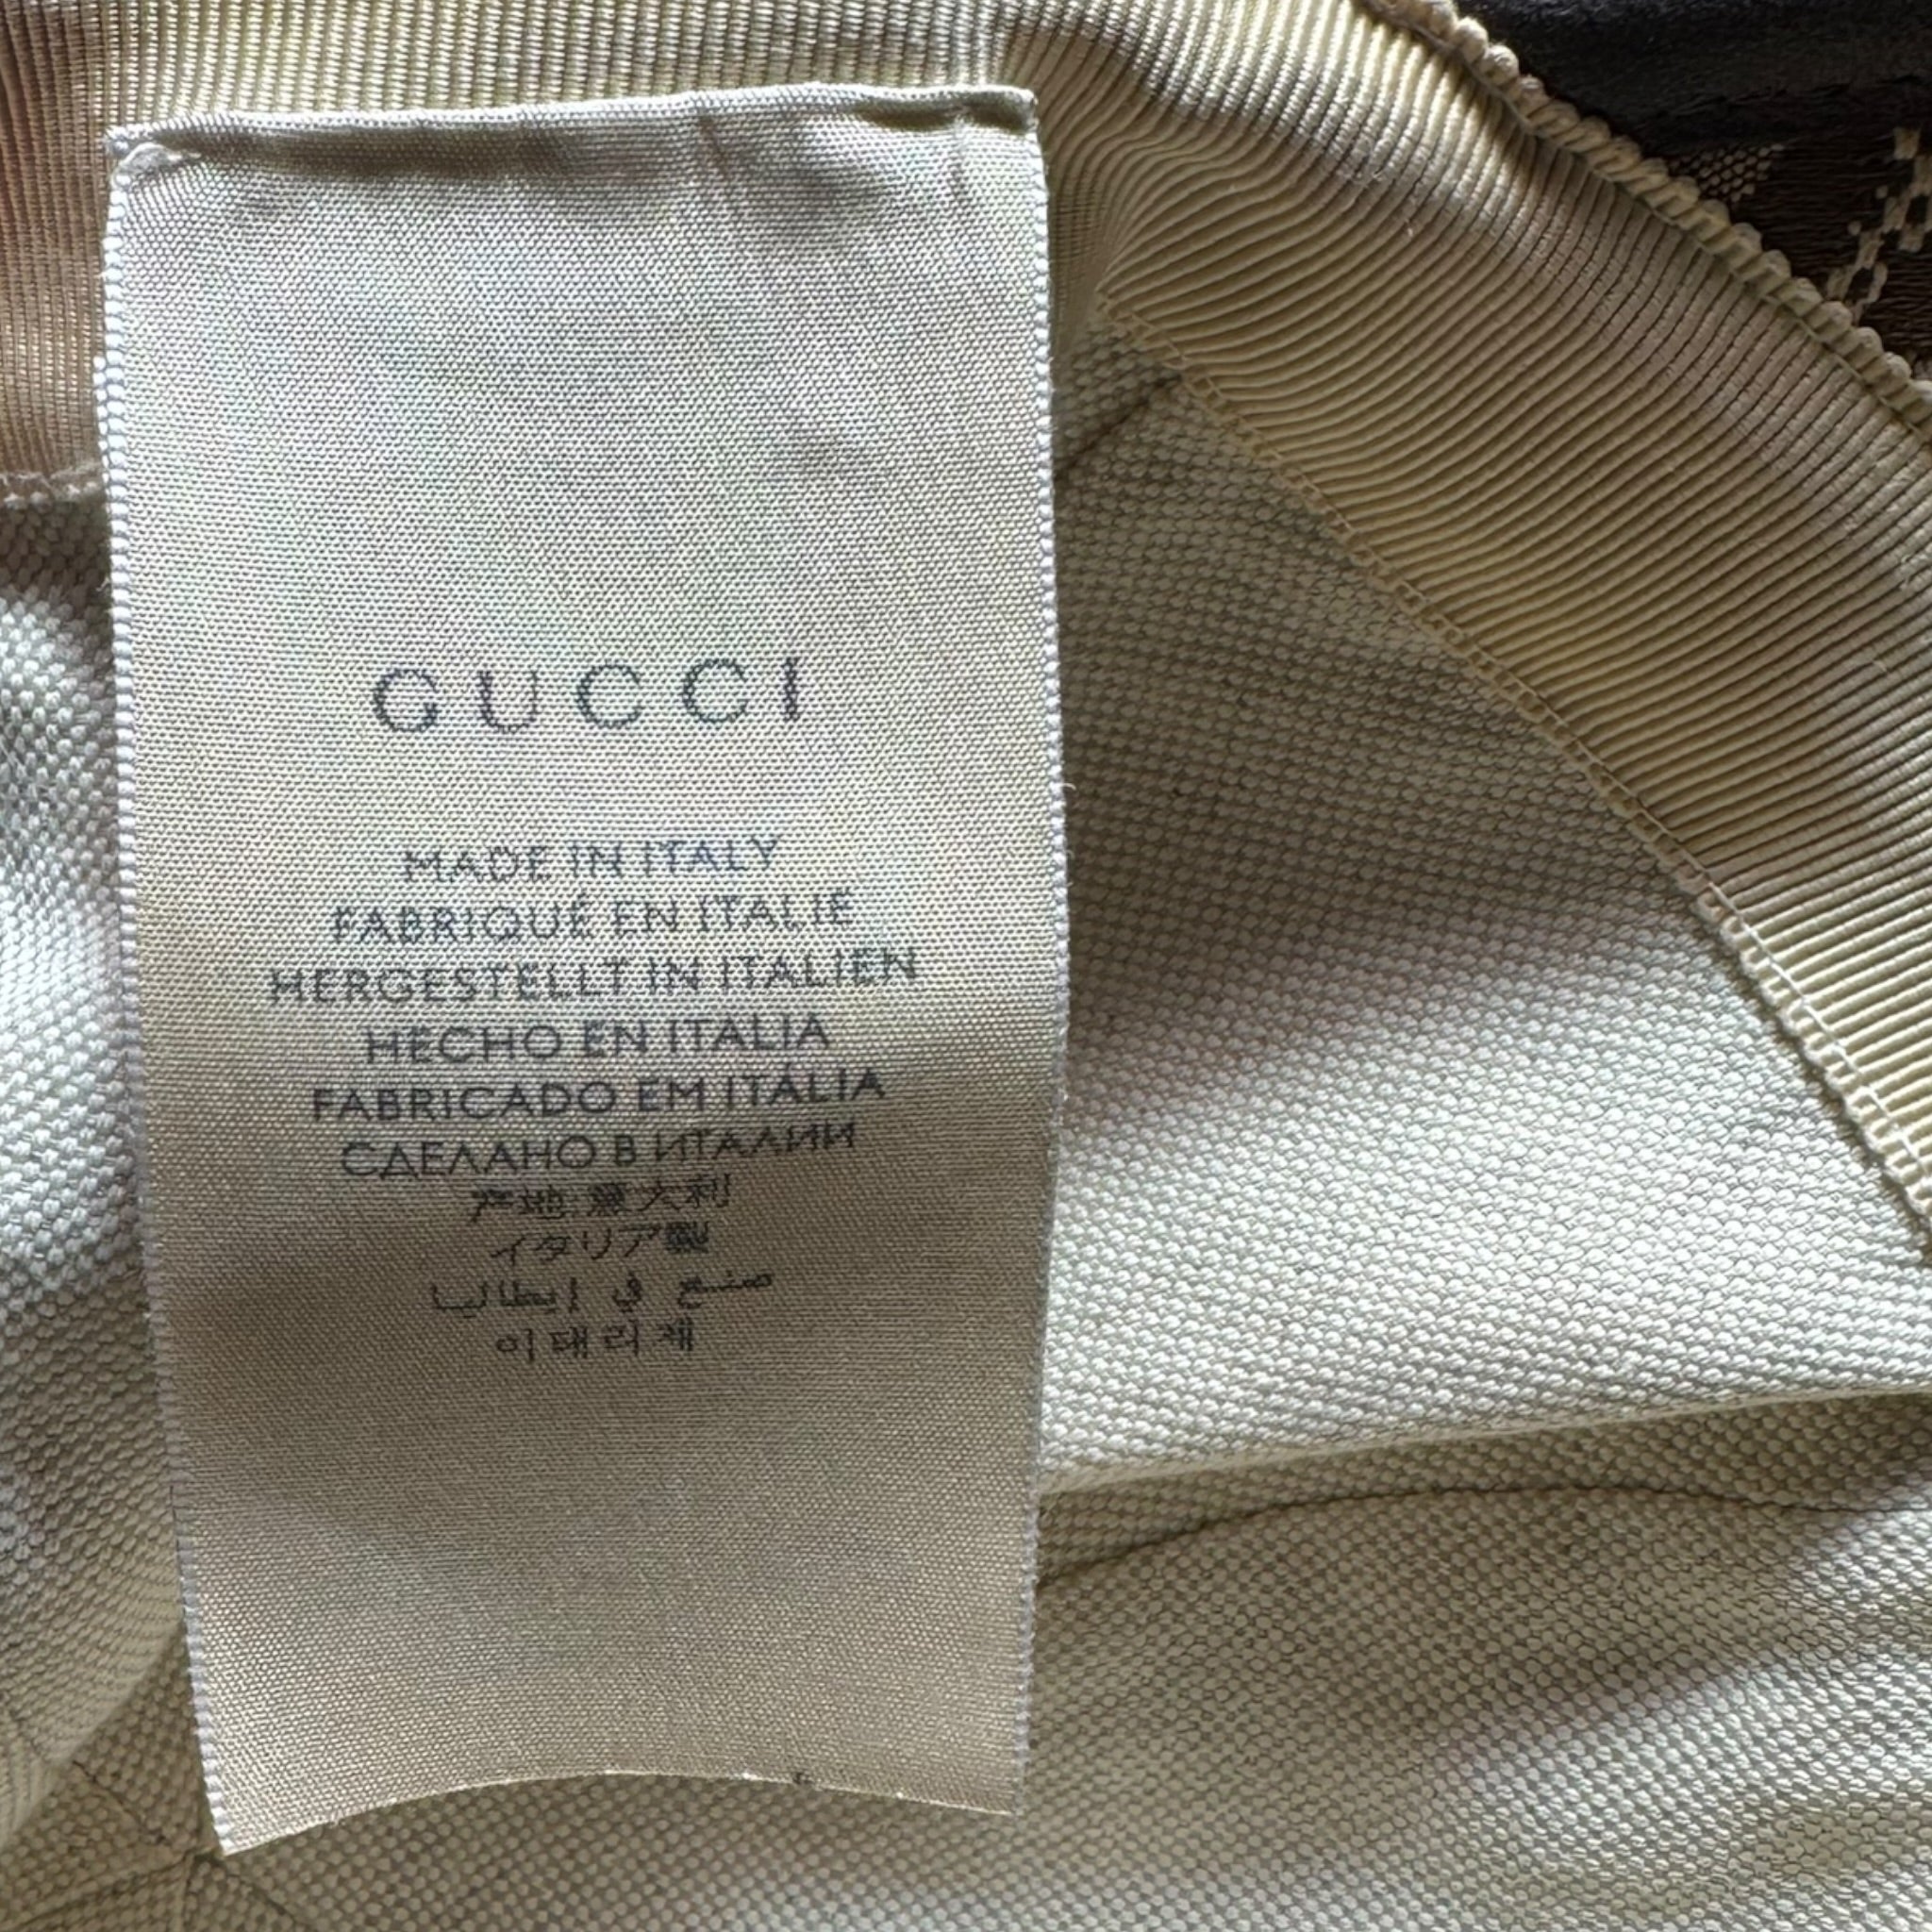 GUCCI
MADE IN ITALY
FABRIQUÉ EN ITALIE
HERGESTELLT IN ITALIEN
HECHO EN ITALIA
FABRICADO EM ITÁLIA
СДЕЛАНО В ИТАЛИИ
产地:意大利
イタリア製
صنع في إيطاليا
이태리제